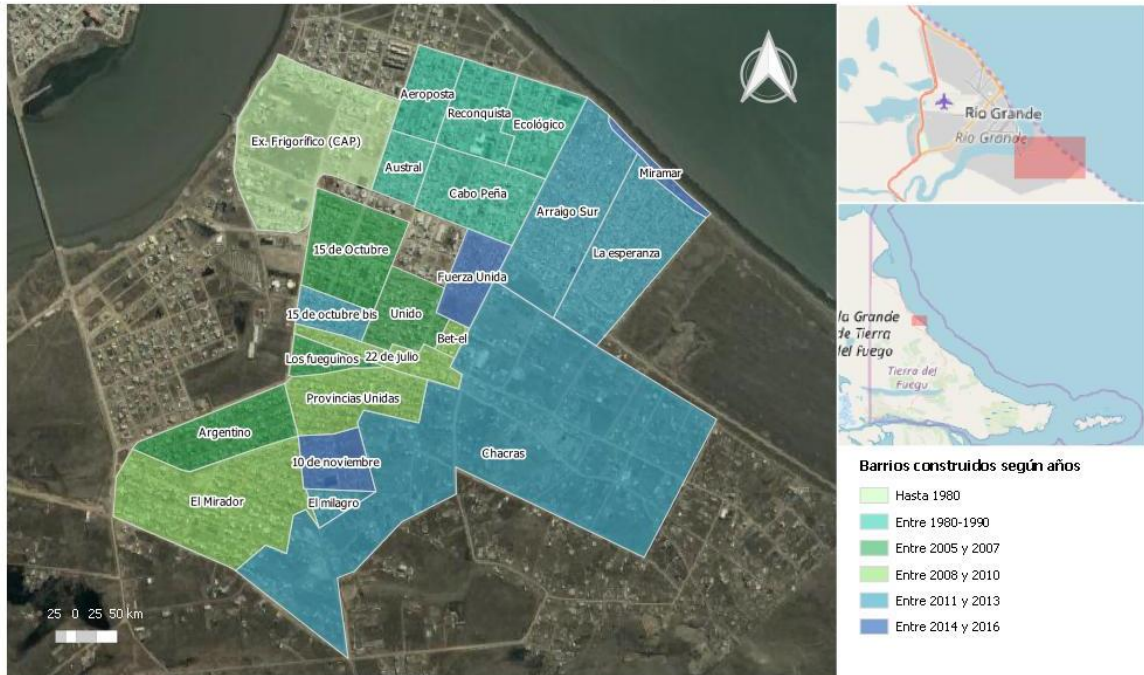 Aeroposta
Reconquista
Ecológico
Ex. Frigorífico (CAP)
Austral
Cabo Peña
Miramar
Arraigo Sur
15 de Octubre
La esperanza
Fuerza Unida
15 de octubre bis
Unido
Bet-el
Los fueguinos
22 de julio
Provincias Unidas
Argentino
Chacras
10 de noviembre
El Mirador
El milagro
25 0 25 50 km
Río Grande
Río Grande
la Grande
de Tierra
del Fuego
Tierra del
Fuego
Barrios construidos según años
Hasta 1980
Entre 1980-1990
Entre 2005 y 2007
Entre 2008 y 2010
Entre 2011 y 2013
Entre 2014 y 2016